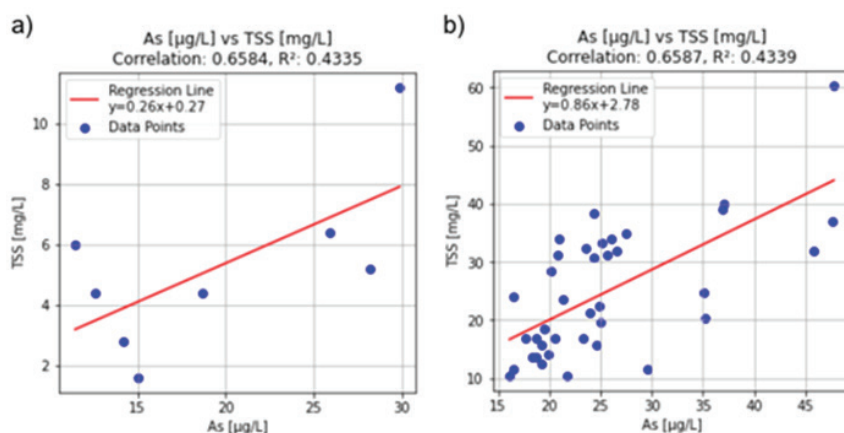 a)
As [µg/L] vs TSS [mg/L]
Correlation: 0.6584, R²: 0.4335
Regression Line
y=0.26x+0.27
Data Points
TSS [mg/L]
10
8
6
4
2
15
20
25
30
As [µg/L]
b)
As [µg/L] vs TSS [mg/L]
Correlation: 0.6587, R²: 0.4339
Regression Line
y=0.86x+2.78
Data Points
TSS [mg/L]
60
50
40
30
20
10
15
20
25
30
35
40
45
As [µg/L]